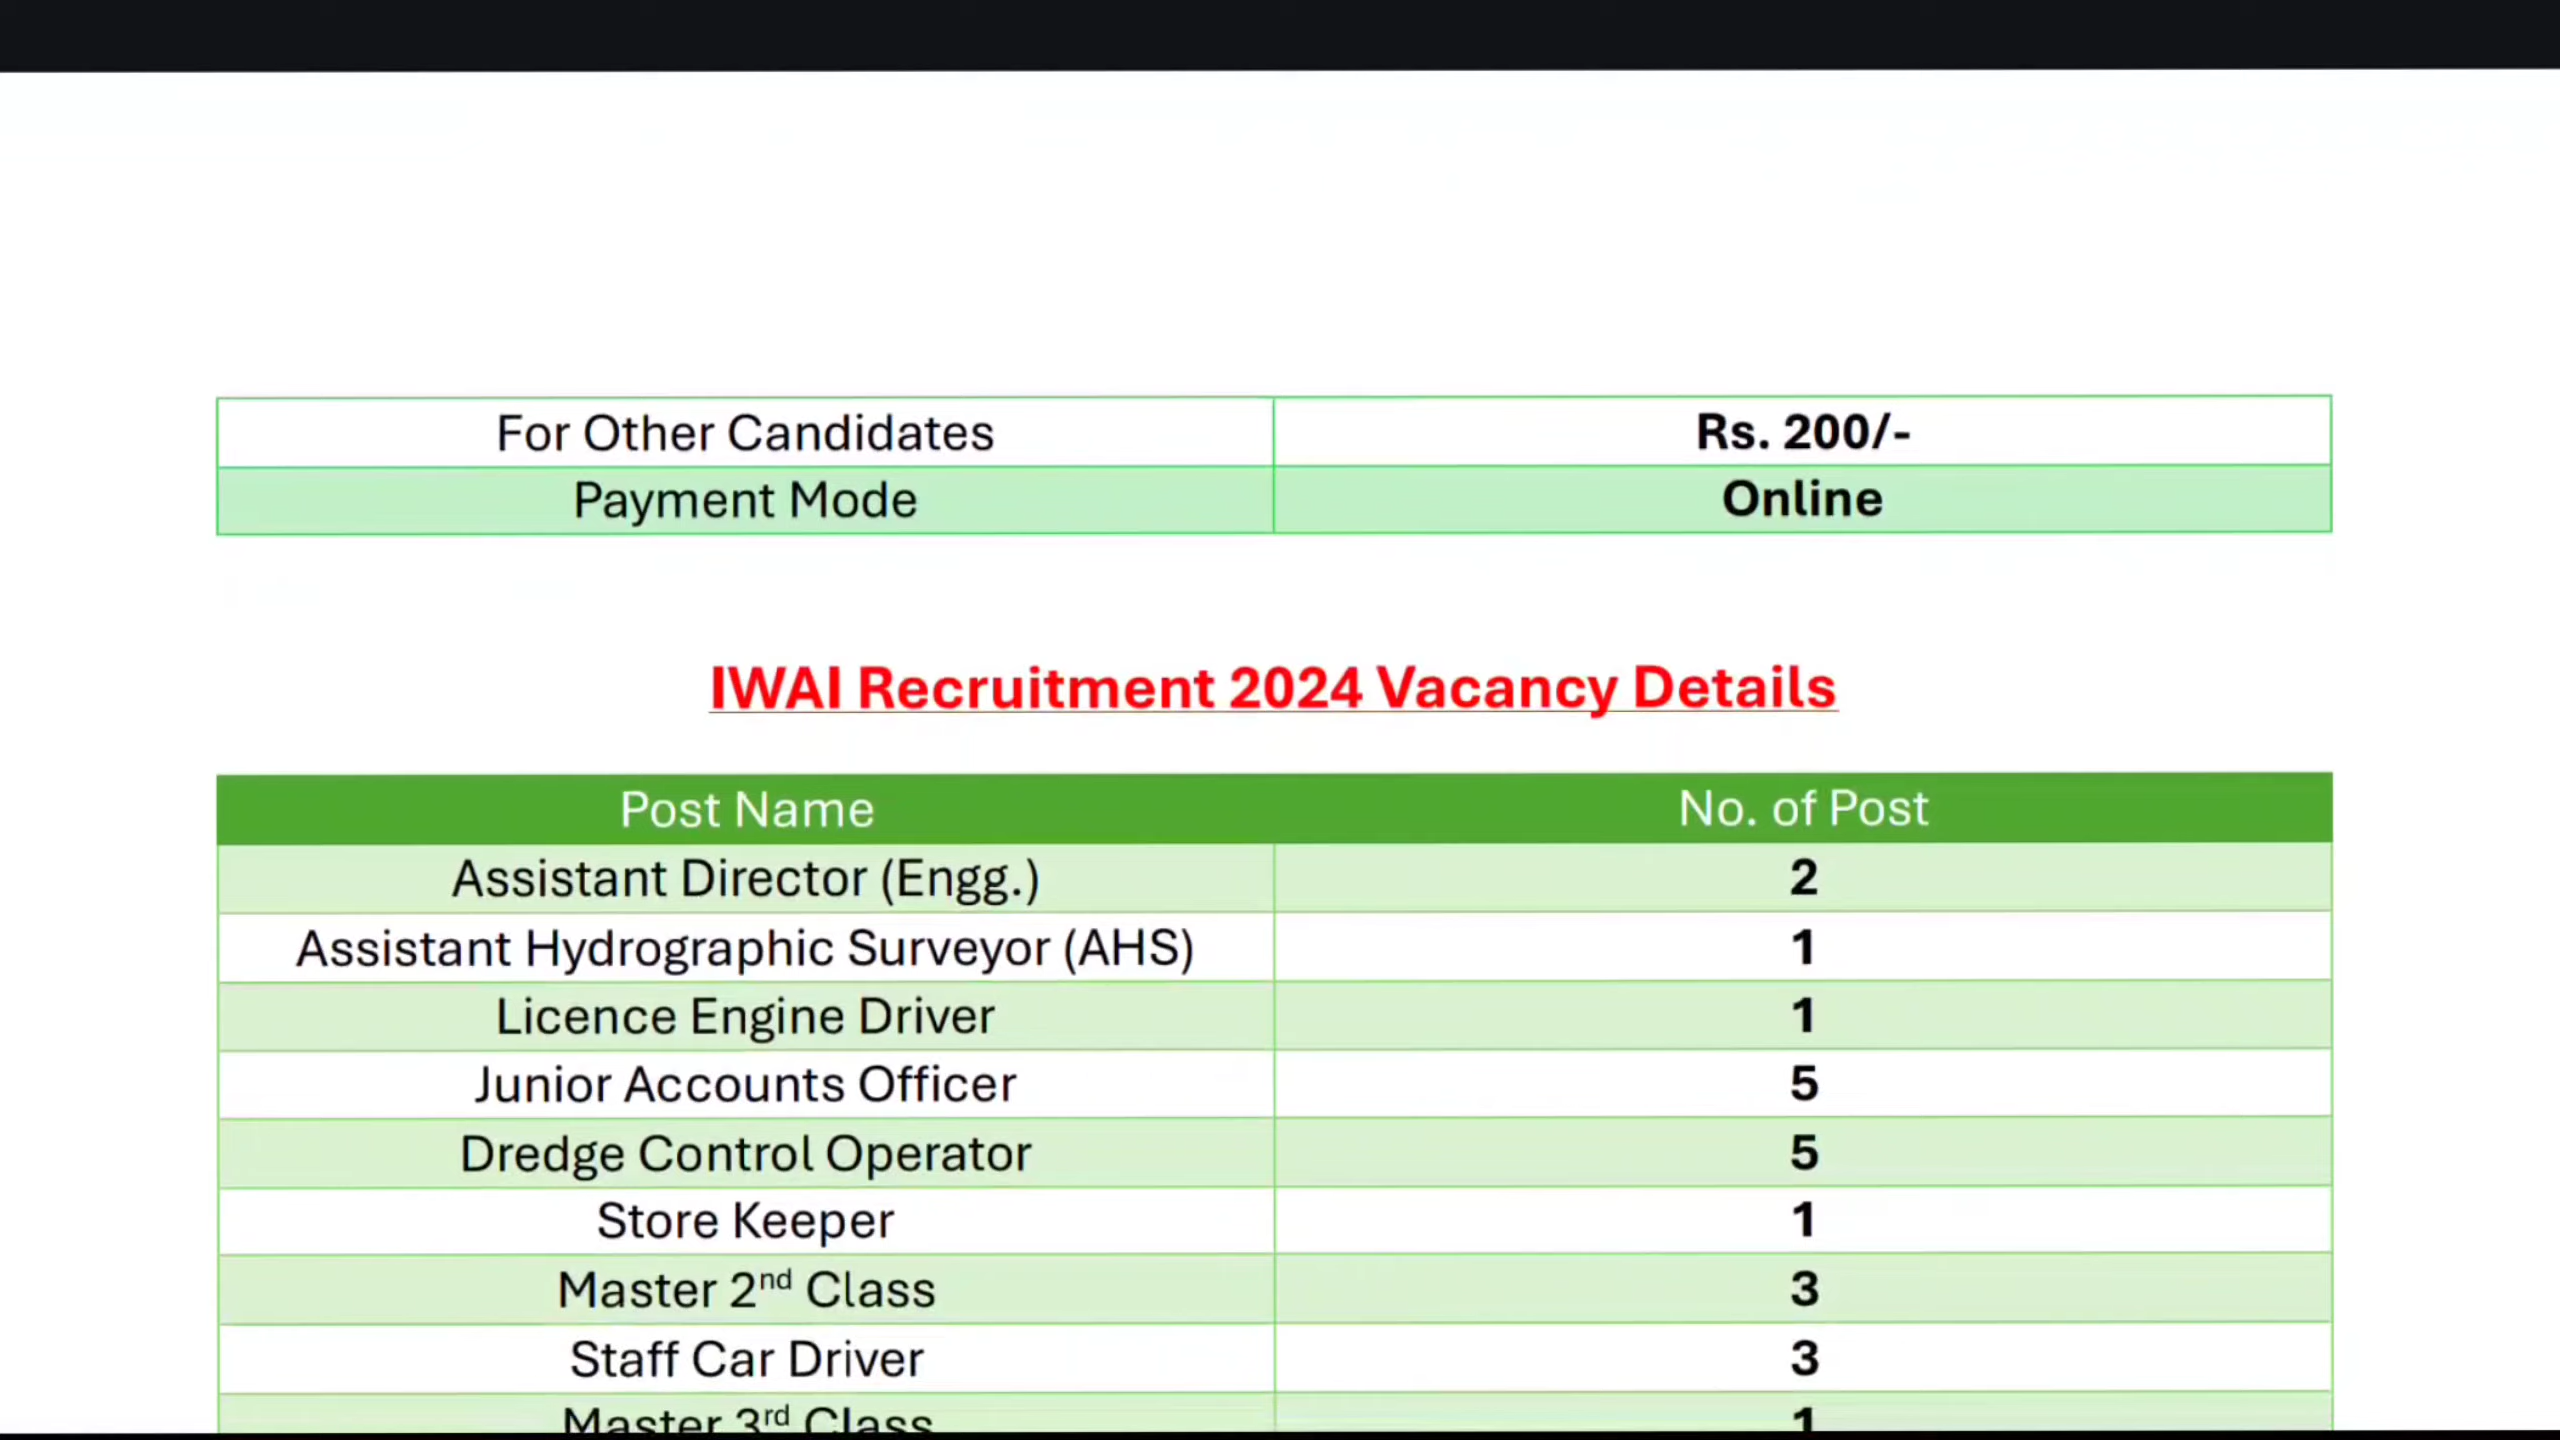 For Other Candidates Rs. 200/-
Payment Mode Online
IWAI Recruitment 2024 Vacancy Details
Post Name No. of Post
Assistant Director (Engg.) 2
Assistant Hydrographic Surveyor (AHS) 1
Licence Engine Driver 1
Junior Accounts Officer 5
Dredge Control Operator 5
Store Keeper 1
Master 2nd Class 3
Staff Car Driver 3
Master 3rd Class 1